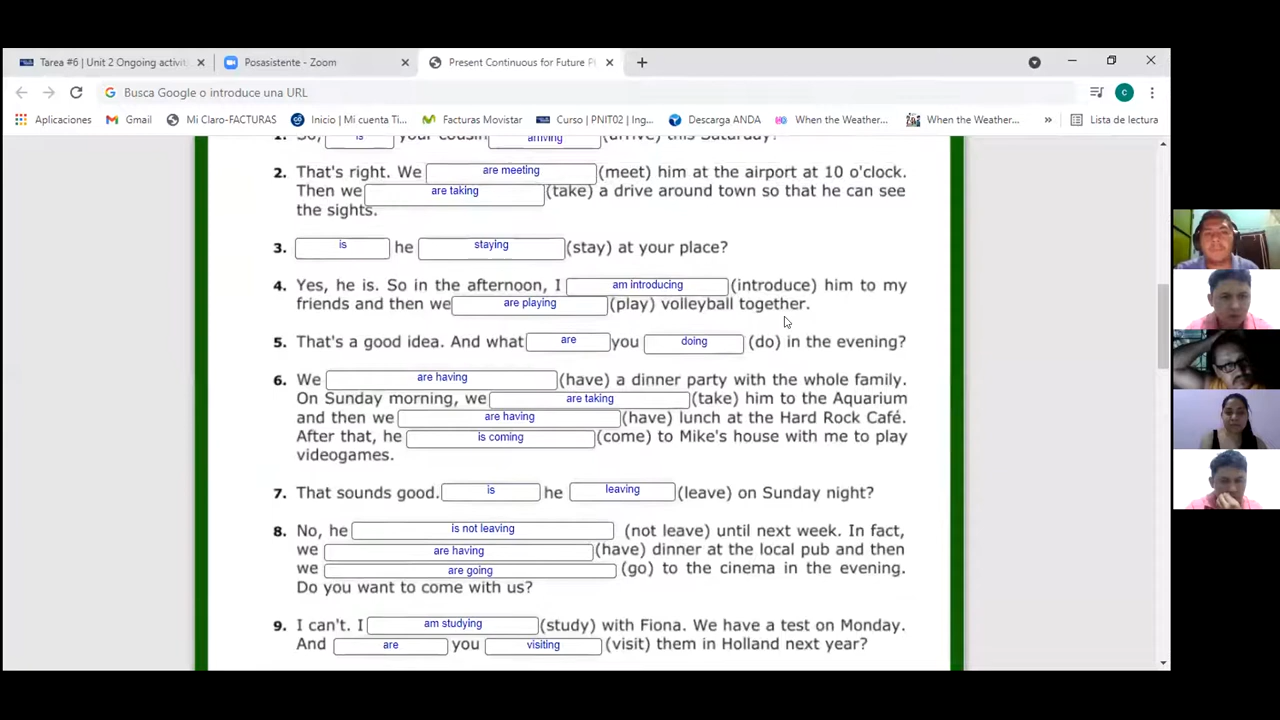 Tarea #6 | Unit 2 Ongoing activit
Posasistente - Zoom
Present Continuous for Future Pl
Busca Google o introduce una URL
C
Aplicaciones
Gmail
Mi Claro-FACTURAS
Inicio | Mi cuenta Ti...
Facturas Movistar
Curso | PNIT02 | Ing...
Descarga ANDA
When the Weather...
When the Weather...
»
Lista de lectura
1. So, is your cousin arriving (arrive) this Saturday?
2. That's right. We are meeting (meet) him at the airport at 10 o'clock.
Then we are taking (take) a drive around town so that he can see
the sights.
3. is he staying (stay) at your place?
4. Yes, he is. So in the afternoon, I am introducing (introduce) him to my
friends and then we are playing (play) volleyball together.
5. That's a good idea. And what are you doing (do) in the evening?
6. We are having (have) a dinner party with the whole family.
On Sunday morning, we are taking (take) him to the Aquarium
and then we are having (have) lunch at the Hard Rock Café.
After that, he is coming (come) to Mike's house with me to play
videogames.
7. That sounds good. is he leaving (leave) on Sunday night?
8. No, he is not leaving (not leave) until next week. In fact,
we are having (have) dinner at the local pub and then
we are going (go) to the cinema in the evening.
Do you want to come with us?
9. I can't. I am studying (study) with Fiona. We have a test on Monday.
And are you visiting (visit) them in Holland next year?